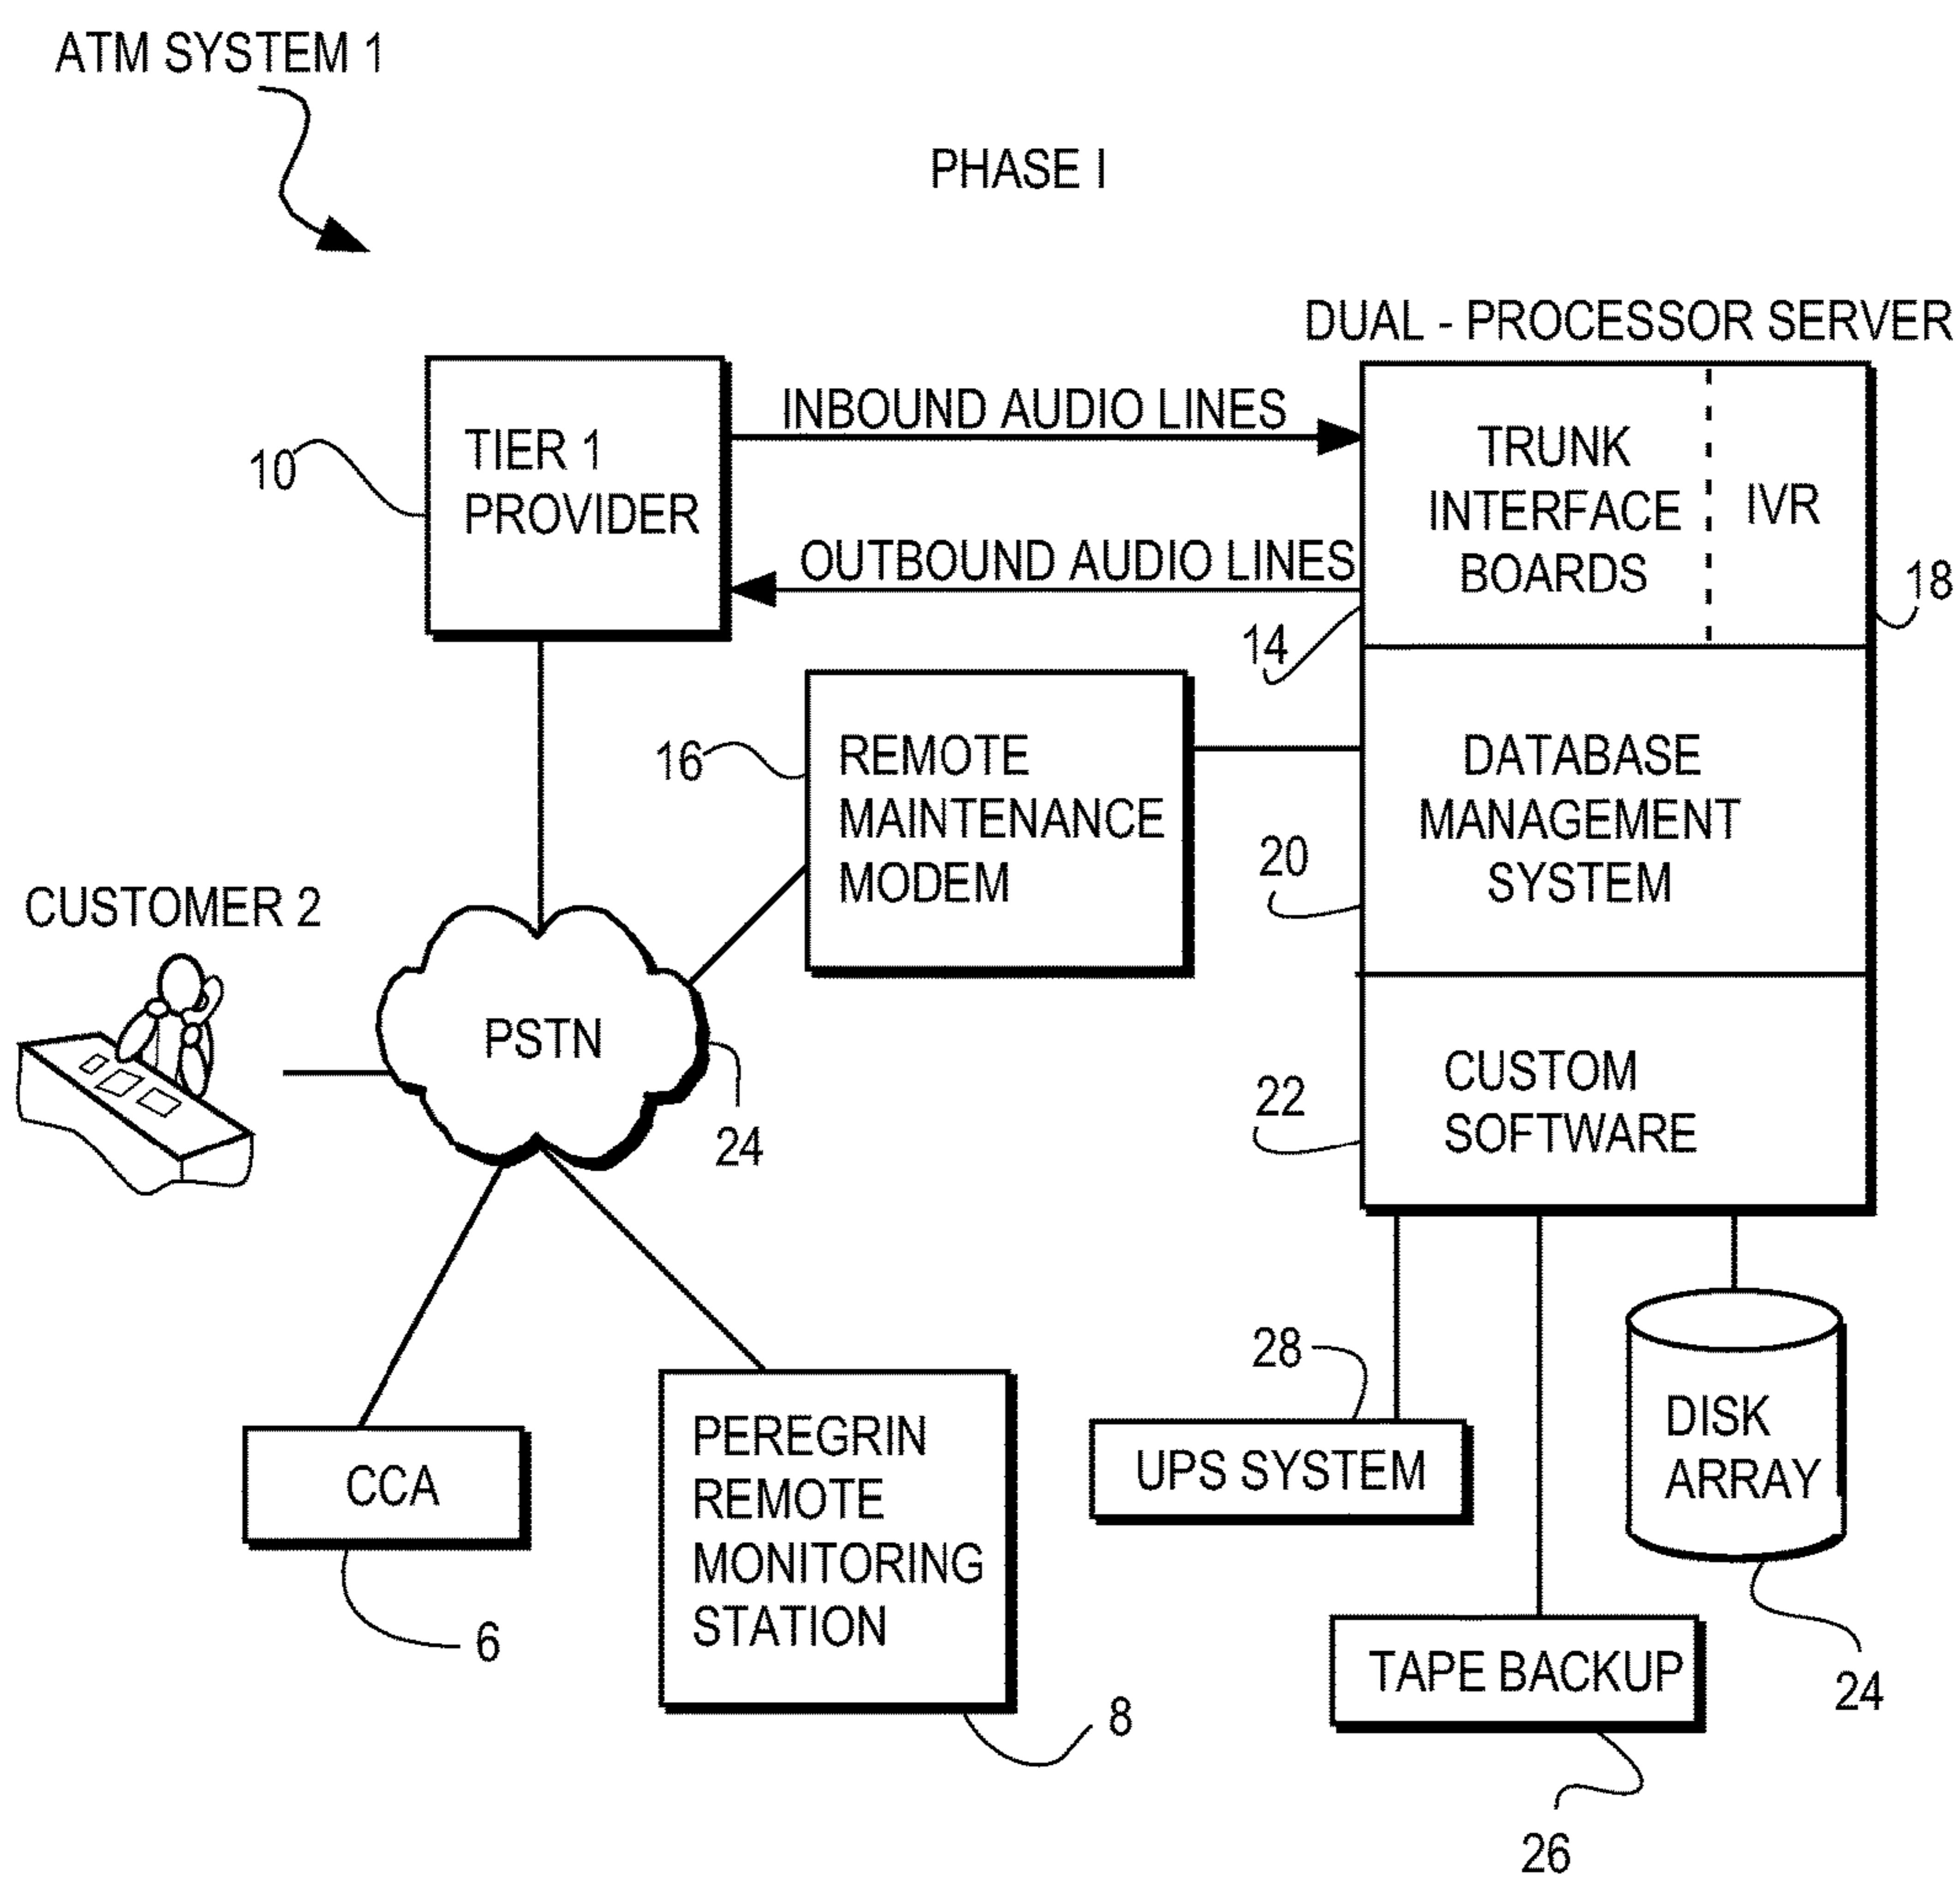 ATM SYSTEM 1
PHASE I
DUAL - PROCESSOR SERVER
TIER 1
PROVIDER
10
INBOUND AUDIO LINES
OUTBOUND AUDIO LINES
TRUNK
INTERFACE
BOARDS
IVR
18
14
16
REMOTE
MAINTENANCE
MODEM
DATABASE
MANAGEMENT
SYSTEM
20
CUSTOMER 2
PSTN
24
CUSTOM
SOFTWARE
22
28
UPS SYSTEM
DISK
ARRAY
24
CCA
6
PEREGRIN
REMOTE
MONITORING
STATION
8
TAPE BACKUP
26